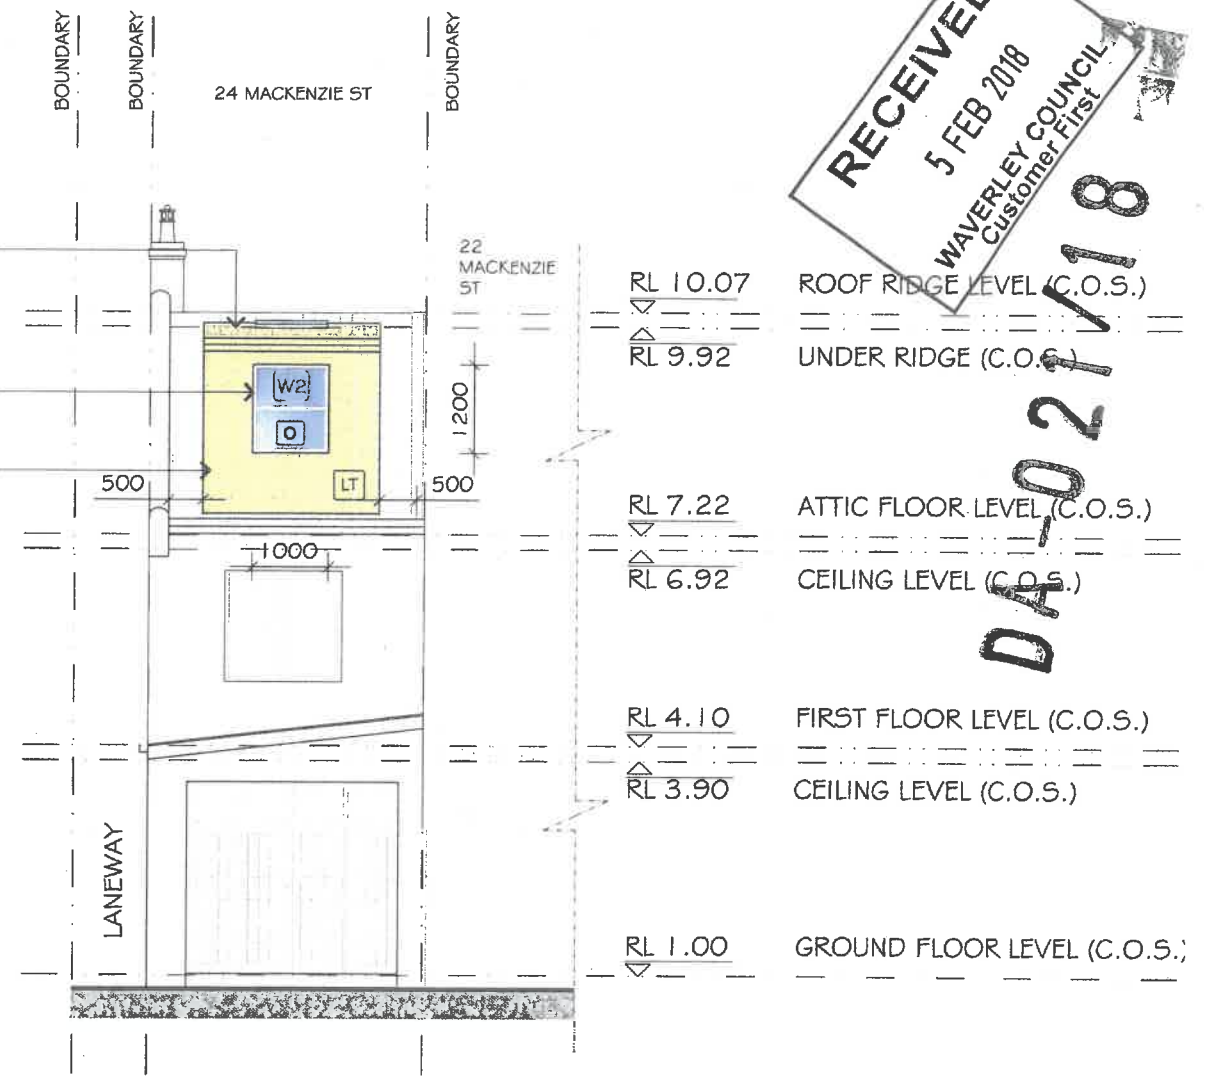 BOUNDARY
BOUNDARY
24 MACKENZIE ST
BOUNDARY
RECEIVED
5 FEB 2018
WAVERLEY COUNCIL
Customer First
DA-021/18
22
MACKENZIE
ST
RL 10.07 ROOF RIDGE LEVEL (C.O.S.)
RL 9.92 UNDER RIDGE (C.O.S.)
W2
O
1200
LT
500
500
RL 7.22 ATTIC FLOOR LEVEL (C.O.S.)
1000
RL 6.92 CEILING LEVEL (C.O.S.)
RL 4.10 FIRST FLOOR LEVEL (C.O.S.)
RL 3.90 CEILING LEVEL (C.O.S.)
LANEWAY
RL 1.00 GROUND FLOOR LEVEL (C.O.S.)